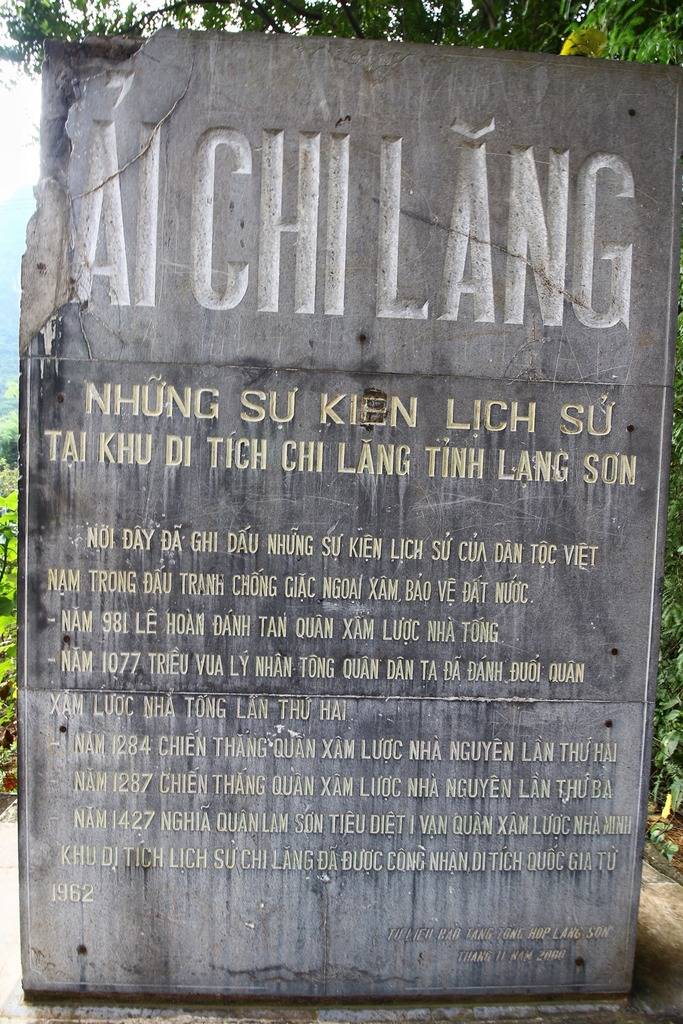 ẢI CHI LĂNG
NHỮNG SỰ KIỆN LỊCH SỬ
TẠI KHU DI TÍCH CHI LĂNG TỈNH LẠNG SƠN
NƠI ĐÂY ĐÃ GHI DẤU NHỮNG SỰ KIỆN LỊCH SỬ CỦA DÂN TỘC VIỆT
NAM TRONG ĐẤU TRANH CHỐNG GIẶC NGOẠI XÂM, BẢO VỆ ĐẤT NƯỚC.
- NĂM 981 LÊ HOÀN ĐÁNH TAN QUÂN XÂM LƯỢC NHÀ TỐNG.
- NĂM 1077 TRIỀU VUA LÝ NHÂN TÔNG QUÂN DÂN TA ĐÃ ĐÁNH ĐUỔI QUÂN
XÂM LƯỢC NHÀ TỐNG LẦN THỨ HAI
- NĂM 1284 CHIẾN THẮNG QUÂN XÂM LƯỢC NHÀ NGUYÊN LẦN THỨ HAI
- NĂM 1287 CHIẾN THẮNG QUÂN XÂM LƯỢC NHÀ NGUYÊN LẦN THỨ BA
- NĂM 1427 NGHĨA QUÂN LAM SƠN TIÊU DIỆT 1 VẠN QUÂN XÂM LƯỢC NHÀ MINH
KHU DI TÍCH LỊCH SỬ CHI LĂNG ĐÃ ĐƯỢC CÔNG NHẬN DI TÍCH QUỐC GIA TỪ
1962
TƯ LIỆU BẢO TÀNG TỔNG HỢP LẠNG SƠN
THÁNG 11 NĂM 2000